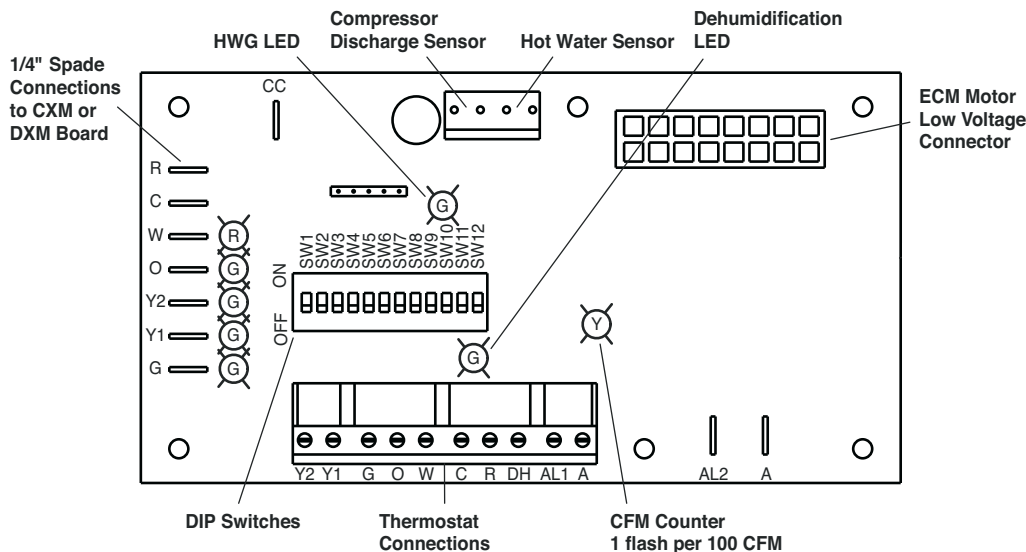 Compressor
Discharge Sensor
Dehumidification
LED
HWG LED
Hot Water Sensor
1/4" Spade
Connections
to CXM or
DXM Board
ECM Motor
Low Voltage
Connector
CC
R
C
W
O
Y2
Y1
G
R
G
G
G
G
G
SW1
SW2
SW3
SW4
SW5
SW6
SW7
SW8
SW9
SW10
SW11
SW12
ON
OFF
G
Y
Y2 Y1 G O W C R DH AL1 A
AL2 A
DIP Switches
Thermostat
Connections
CFM Counter
1 flash per 100 CFM